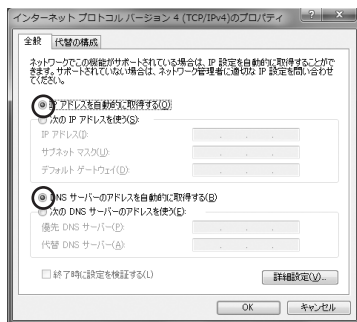 インターネット プロトコル バージョン 4 (TCP/IPv4)のプロパティ
全般 代替の構成
ネットワークでこの機能がサポートされている場合は、IP 設定を自動的に取得することがで
きます。サポートされていない場合は、ネットワーク管理者に適切な IP 設定を問い合わせ
てください。
IP アドレスを自動的に取得する(O)
次の IP アドレスを使う(S):
IP アドレス(I):
サブネット マスク(U):
デフォルト ゲートウェイ(D):
DNS サーバーのアドレスを自動的に取得する(B)
次の DNS サーバーのアドレスを使う(E):
優先 DNS サーバー(P):
代替 DNS サーバー(A):
終了時に設定を検証する(L)
詳細設定(V)...
OK キャンセル